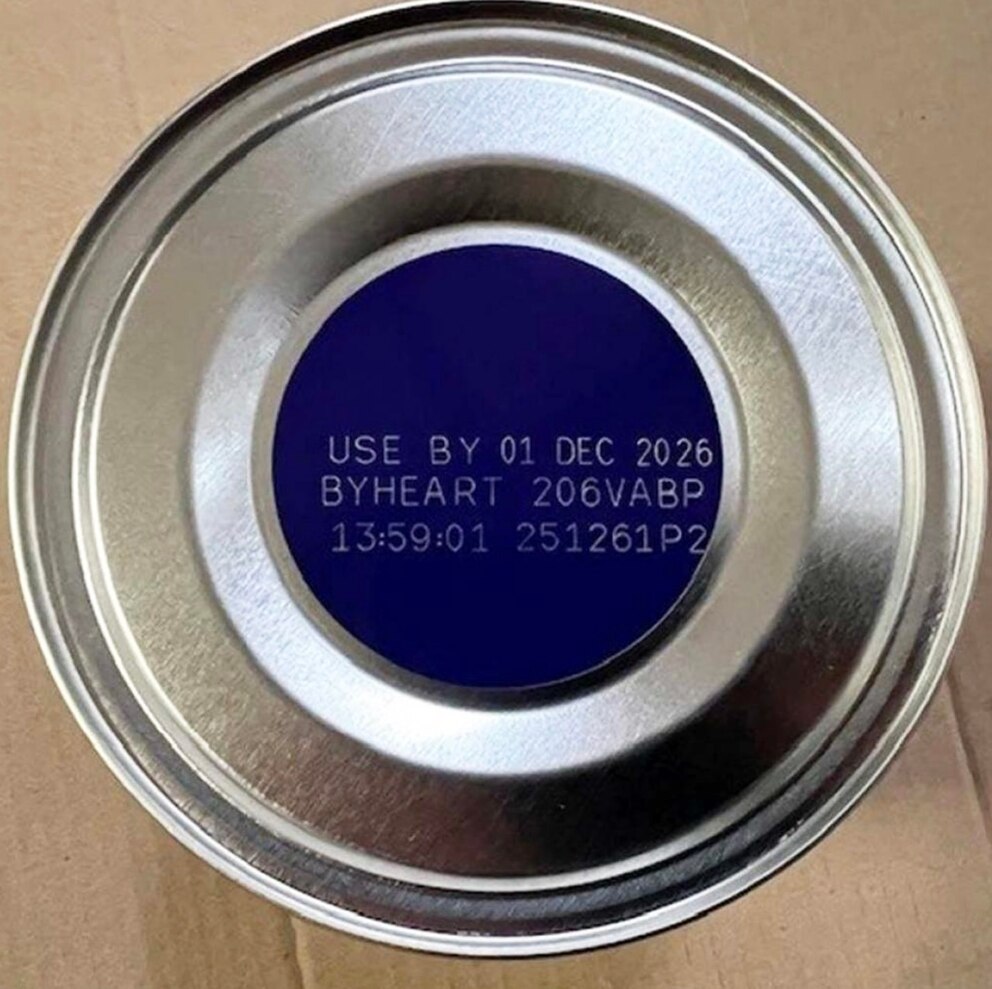 USE BY 01 DEC 2026
BYHEART 206VABP
13:59:01 251261P2